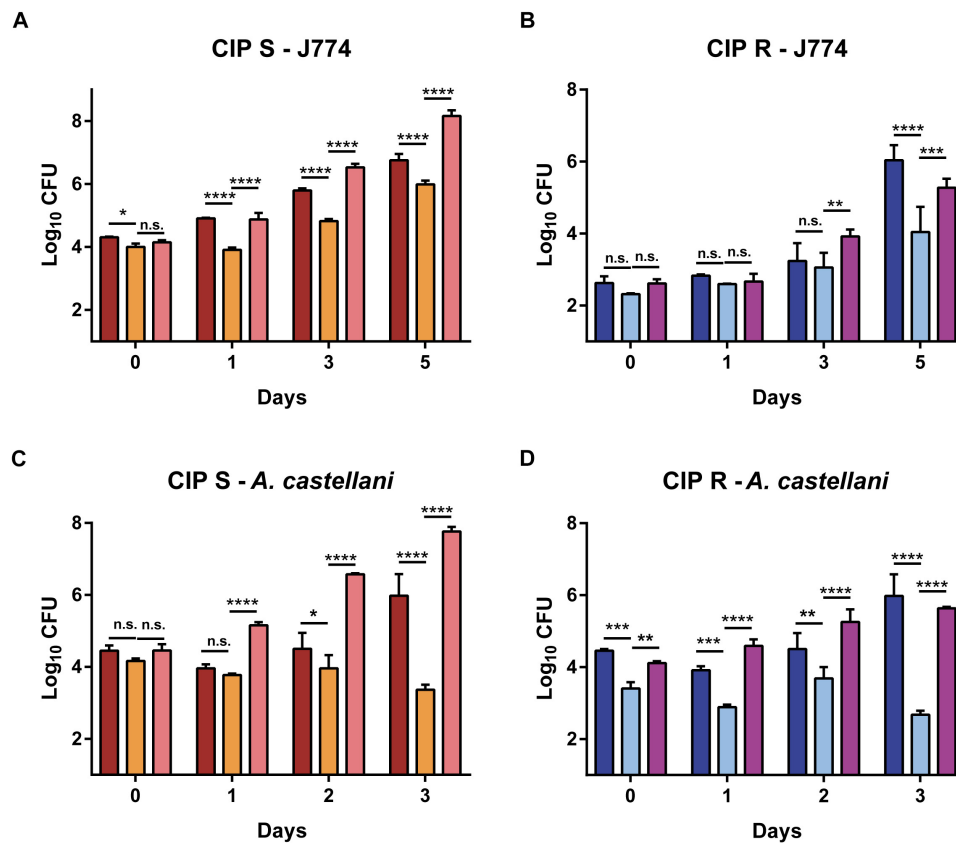 A
CIP S - J774
Log10 CFU
8
6
4
2
*
n.s.
****
****
****
****
****
****
0
1
3
5
Days
B
CIP R - J774
Log10 CFU
8
6
4
2
n.s.
n.s.
n.s.
n.s.
n.s.
**
****
***
0
1
3
5
Days
C
CIP S - A. castellani
Log10 CFU
8
6
4
2
n.s.
n.s.
n.s.
****
*
****
****
****
0
1
2
3
Days
D
CIP R - A. castellani
Log10 CFU
8
6
4
2
***
**
***
****
**
****
****
****
0
1
2
3
Days